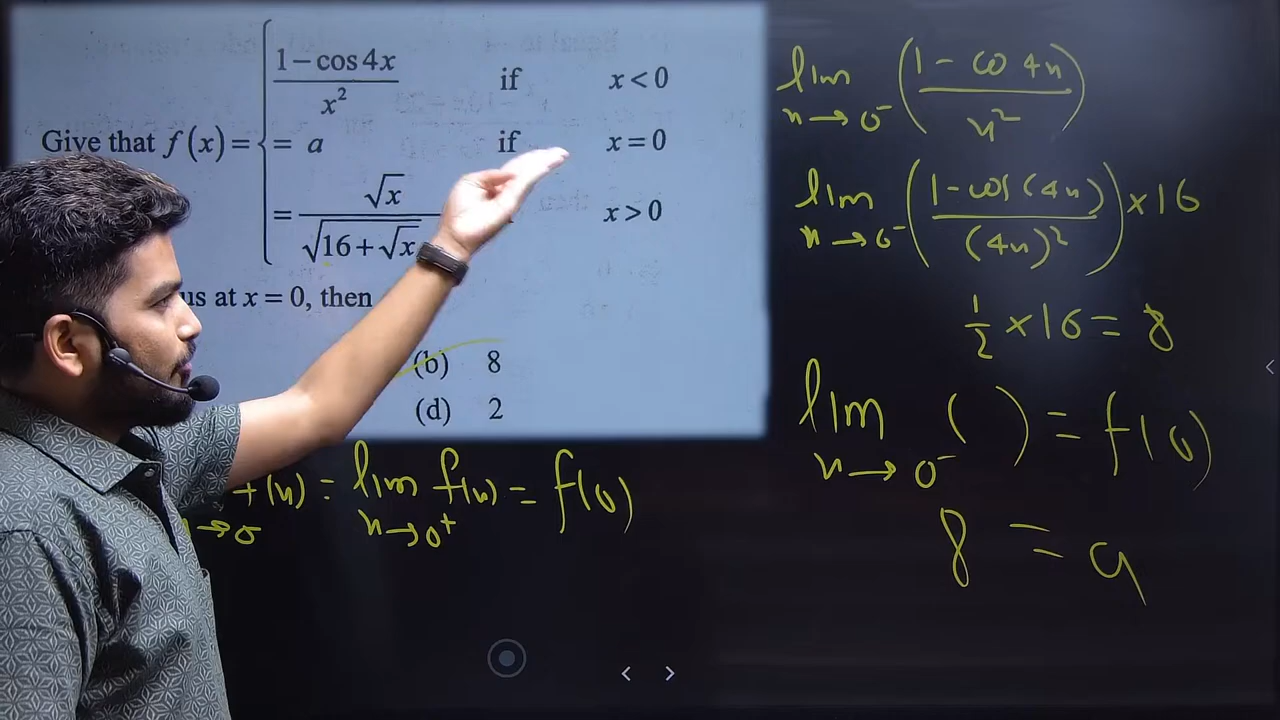 1 − cos 4x / x² if x < 0
Give that f(x) = { = a if x = 0
= √x / √16 + √x x > 0
us at x = 0, then
(b) 8
(d) 2
lim x→0⁻ (1 − cos 4x / x²)
lim x→0⁻ (1 − cos (4x) / (4x)²) × 16
1/2 × 16 = 8
lim x→0⁻ ( ) = f(0)
8 = a
f(x) = lim x→0⁺ f(x) = f(0)